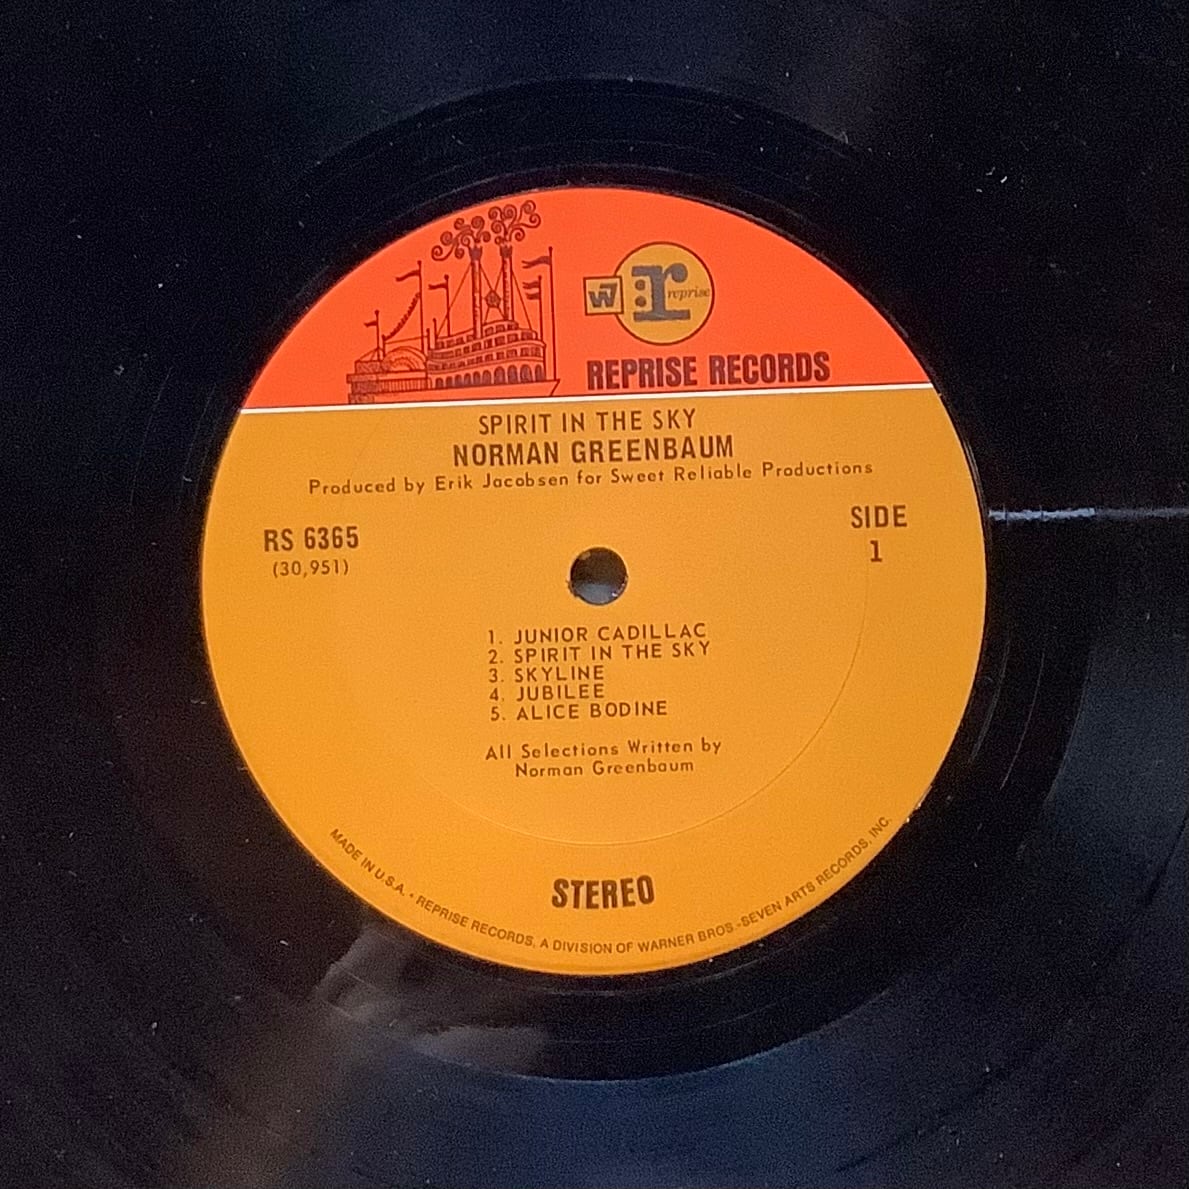 W7
r
reprise
REPRISE RECORDS
SPIRIT IN THE SKY
NORMAN GREENBAUM
Produced by Erik Jacobsen for Sweet Reliable Productions
RS 6365
(30,951)
SIDE
1
1. JUNIOR CADILLAC
2. SPIRIT IN THE SKY
3. SKYLINE
4. JUBILEE
5. ALICE BODINE
All Selections Written by
Norman Greenbaum
STEREO
MADE IN U.S.A. • REPRISE RECORDS, A DIVISION OF WARNER BROS.-SEVEN ARTS RECORDS, INC.